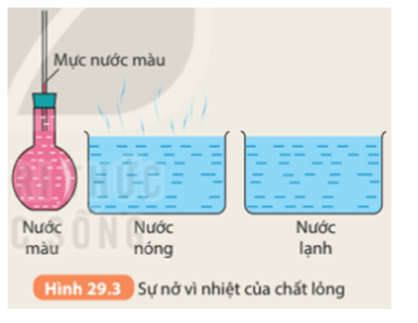 Mực nước màu
Nước
màu
Nước
nóng
Nước
lạnh
Hình 29.3 Sự nở vì nhiệt của chất lỏng